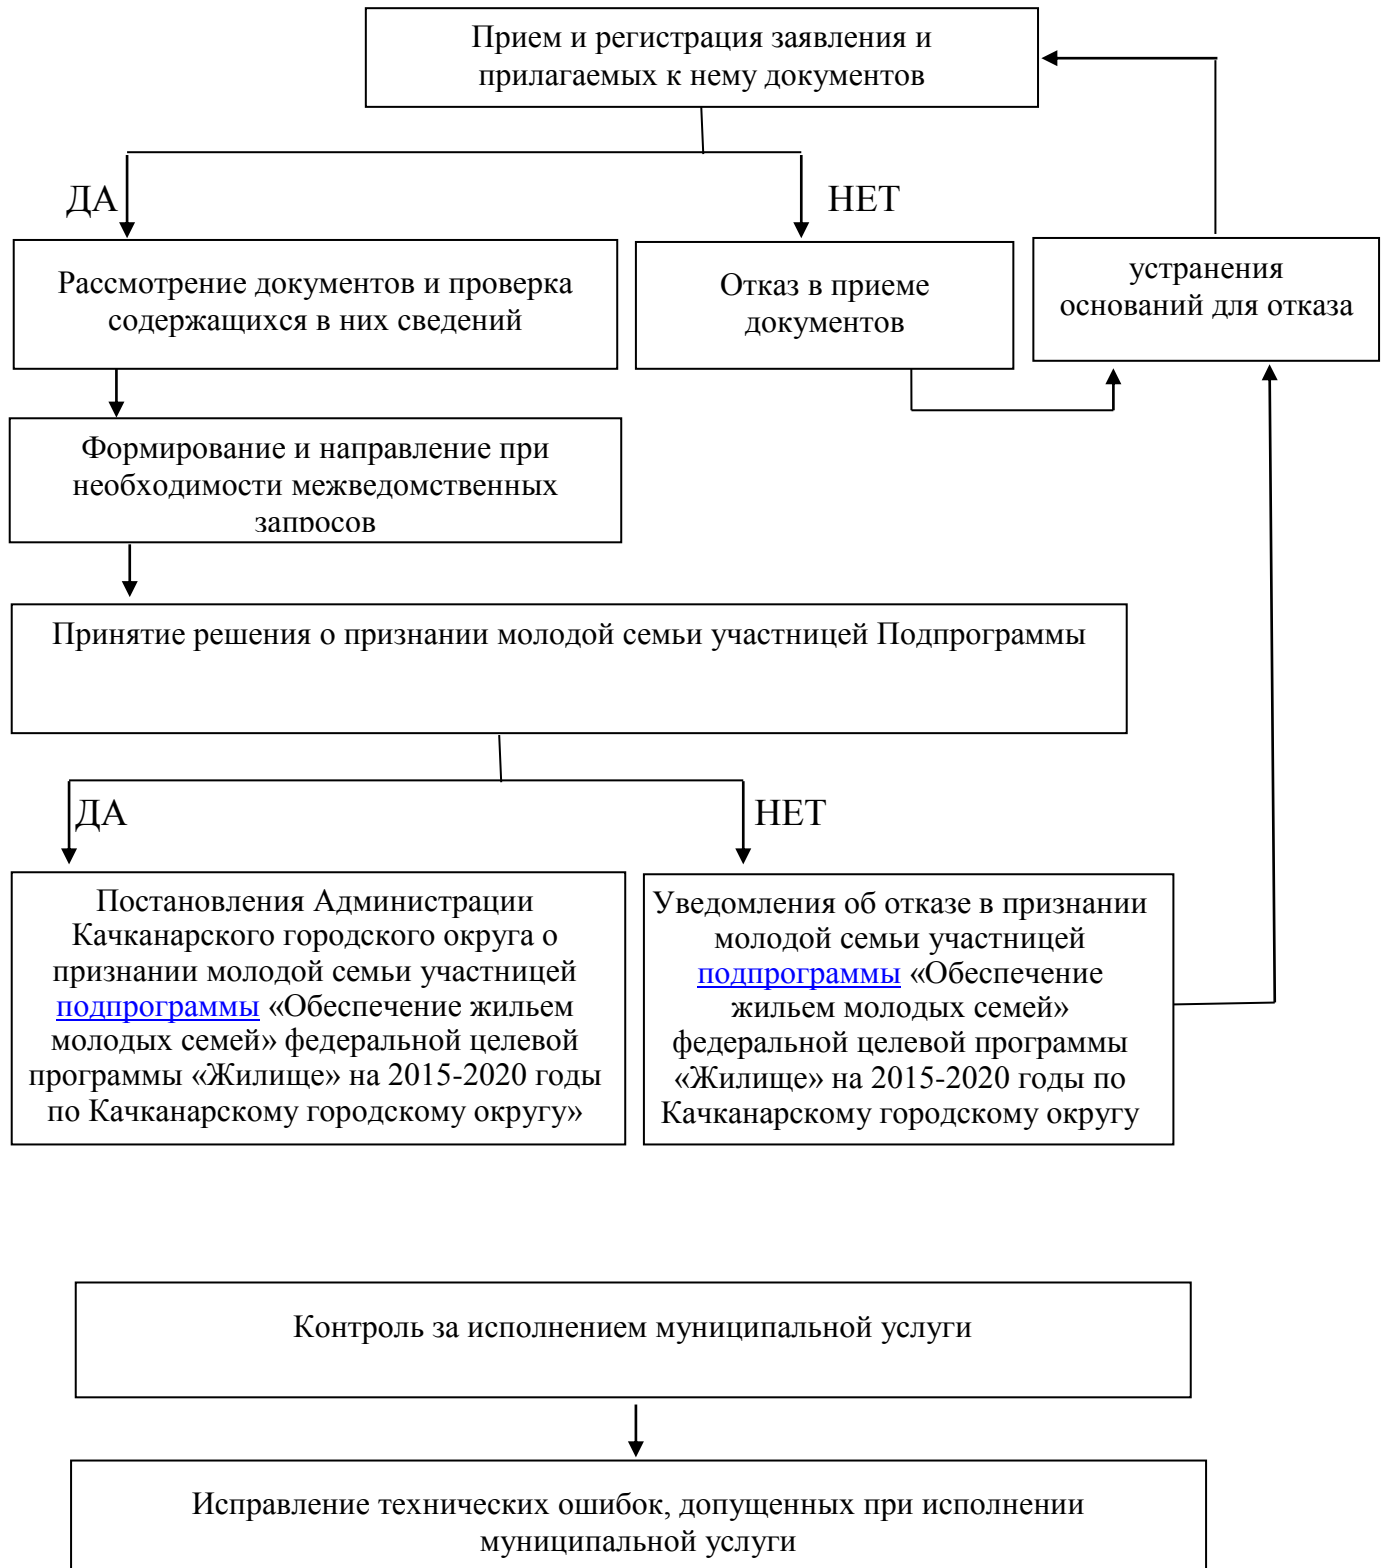 Прием и регистрация заявления и
прилагаемых к нему документов
ДА
НЕТ
Рассмотрение документов и проверка
содержащихся в них сведений
Отказ в приеме
документов
устранения
оснований для отказа
Формирование и направление при
необходимости межведомственных
запросов
Принятие решения о признании молодой семьи участницей Подпрограммы
ДА
НЕТ
Постановления Администрации
Качканарского городского округа о
признании молодой семьи участницей
подпрограммы «Обеспечение жильем
молодых семей» федеральной целевой
программы «Жилище» на 2015-2020 годы
по Качканарскому городскому округу»
Уведомления об отказе в признании
молодой семьи участницей
подпрограммы «Обеспечение
жильем молодых семей»
федеральной целевой программы
«Жилище» на 2015-2020 годы по
Качканарскому городскому округу
Контроль за исполнением муниципальной услуги
Исправление технических ошибок, допущенных при исполнении
муниципальной услуги